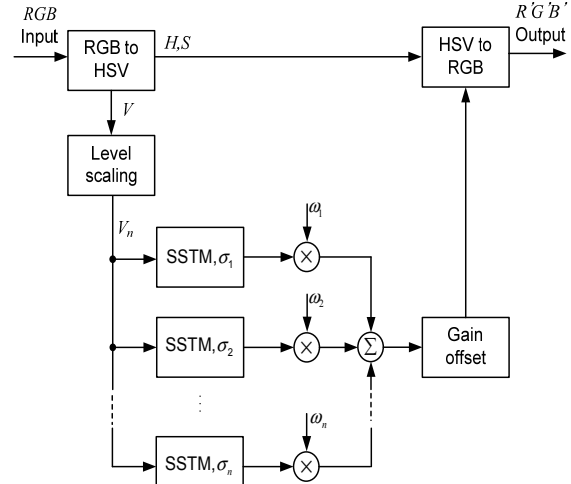 RGB
Input
RGB to
HSV
H,S
HSV to
RGB
R'G'B'
Output
V
Level
scaling
Vₙ
SSTM,σ₁
ω₁
×
SSTM,σ₂
ω₂
×
Σ
Gain
offset
⋮
SSTM,σₙ
ωₙ
×